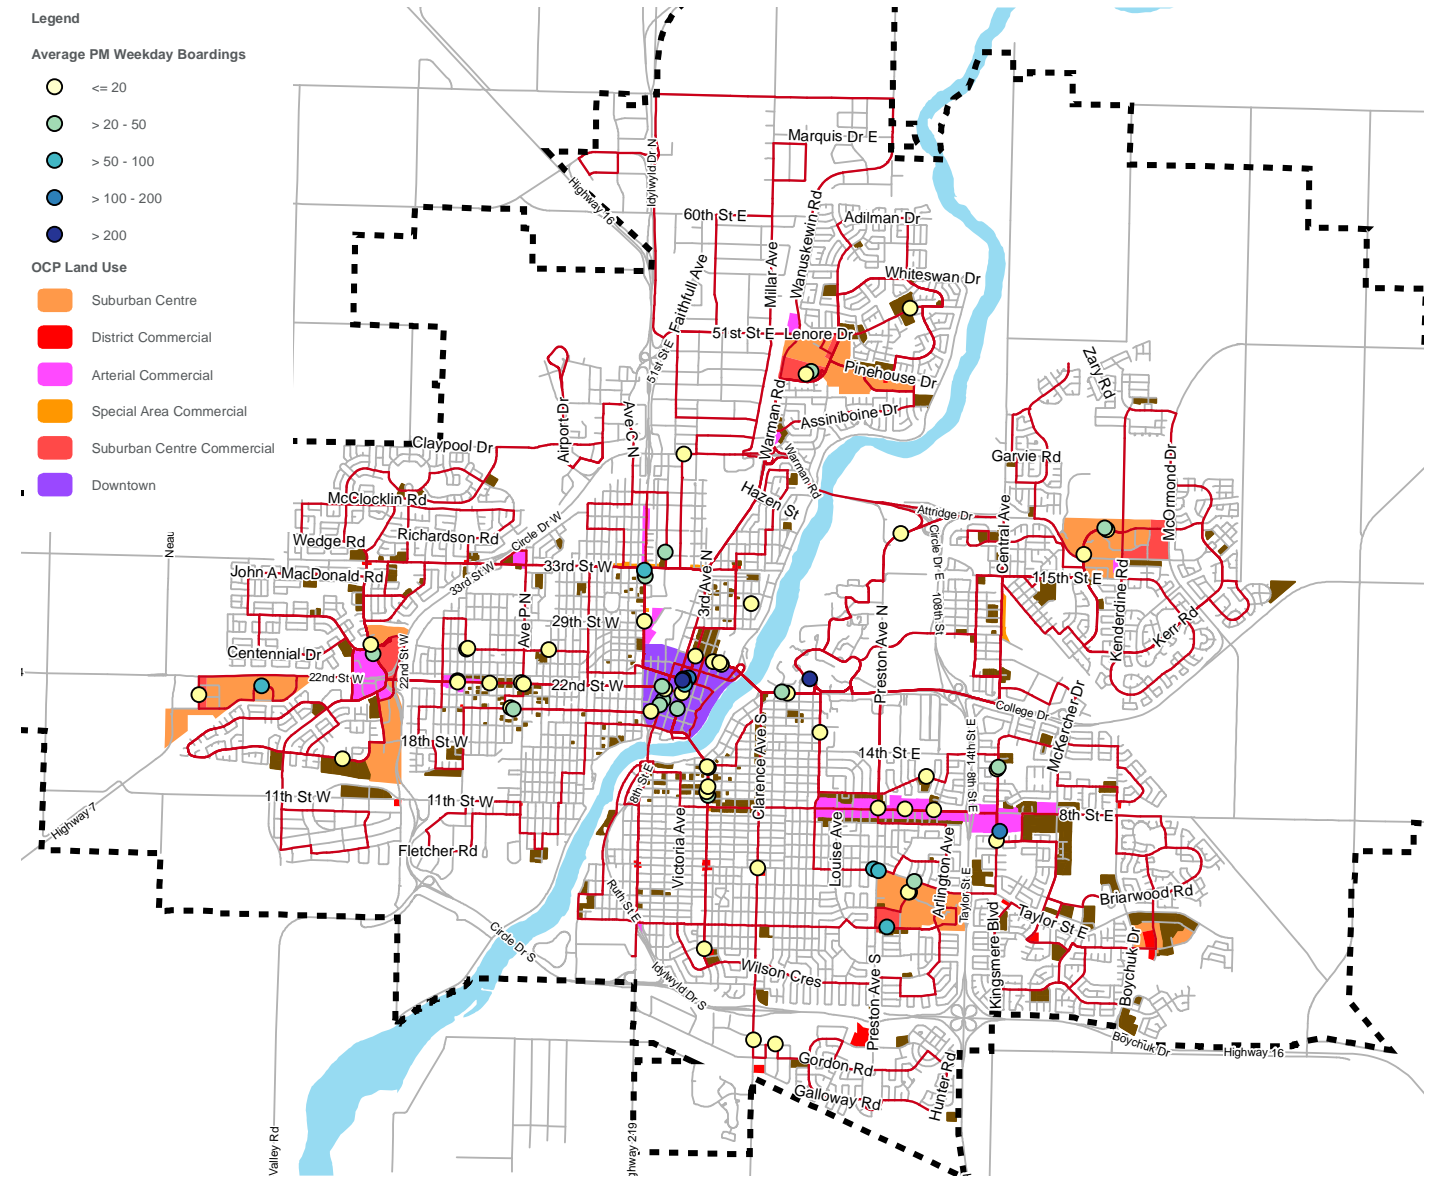 Legend
Average PM Weekday Boardings
<= 20
> 20 - 50
> 50 - 100
> 100 - 200
> 200
OCP Land Use
Suburban Centre
District Commercial
Arterial Commercial
Special Area Commercial
Suburban Centre Commercial
Downtown
Marquis Dr E
Idylwyld Dr N
Highway 16
60th St E
Adilman Dr
Wanuskewin Rd
Millar Ave
Faithfull Ave
Whiteswan Dr
51st St E
Lenore Dr
51st St E
Pinehouse Dr
Zary Rd
Assiniboine Dr
Warman Rd
Airport Dr
Ave C N
Claypool Dr
Garvie Rd
Warman Rd
McOrmond Dr
McClocklin Rd
Hazen St
Attridge Dr
Central Ave
Circle Dr W
Richardson Rd
Wedge Rd
Neau
Circle Dr E
33rd St W
33rd St W
John A MacDonald Rd
3rd Ave N
115th St E
Kenderdine Rd
108th St
Ave P N
29th St W
Kerr Rd
Preston Ave N
Centennial Dr
22nd St W
22nd St W
22nd St W
College Dr
McKercher Dr
Clarence Ave S
18th St W
14th St E
14th St E
8th St E
8th St E
11th St W
11th St W
8th St E
Highway 7
Fletcher Rd
Victoria Ave
Louise Ave
Arlington Ave
Taylor St E
Briarwood Rd
Ruth St E
Taylor St E
Kingsmere Blvd
Circle Dr S
Boychuk Dr
Wilson Cres
Idylwyld Dr S
Preston Ave S
Boychuk Dr
Highway 16
Gordon Rd
Hunter Rd
Galloway Rd
Valley Rd
ghway 219